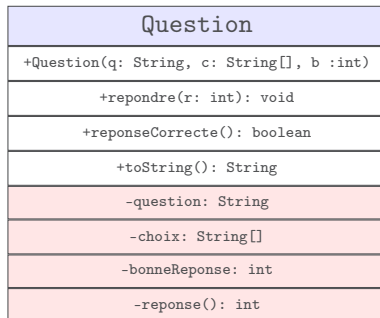 Question
+Question(q: String, c: String[], b :int)
+repondre(r: int): void
+reponseCorrecte(): boolean
+toString(): String
-question: String
-choix: String[]
-bonneReponse: int
-reponse(): int